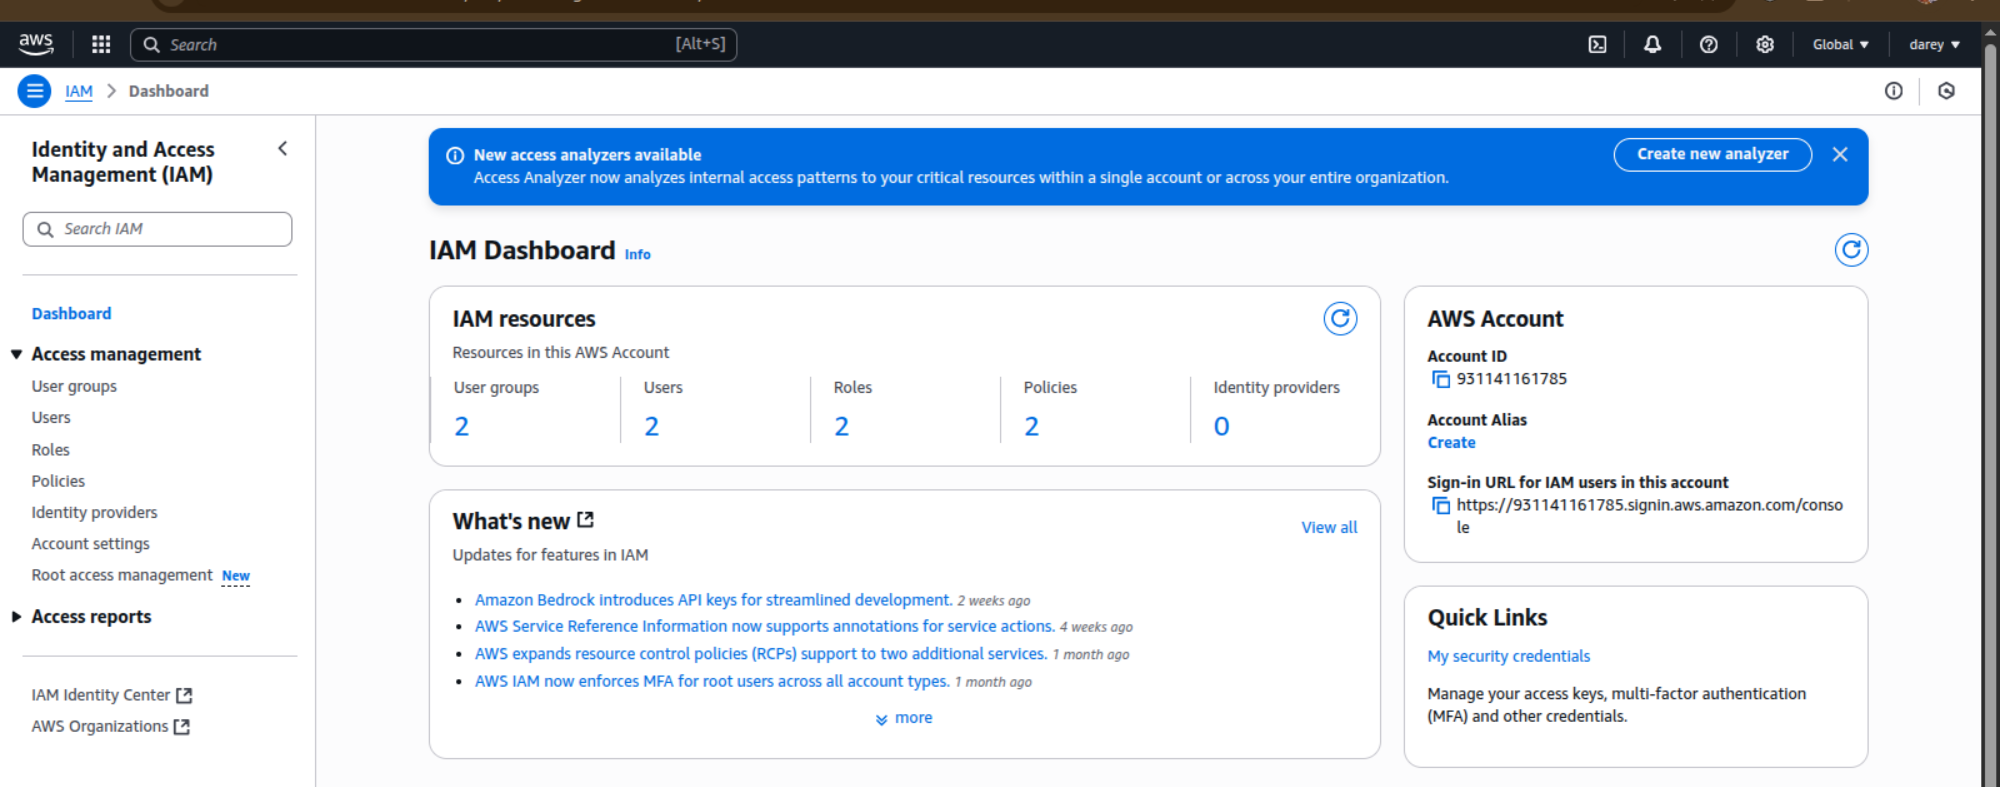 aws
Search [Alt+S]
Global
darey
IAM
Dashboard
Identity and Access
Management (IAM)
Search IAM
Dashboard
Access management
User groups
Users
Roles
Policies
Identity providers
Account settings
Root access management New
Access reports
IAM Identity Center
AWS Organizations
New access analyzers available
Access Analyzer now analyzes internal access patterns to your critical resources within a single account or across your entire organization.
Create new analyzer
IAM Dashboard Info
IAM resources
Resources in this AWS Account
User groups
2
Users
2
Roles
2
Policies
2
Identity providers
0
What's new
View all
Updates for features in IAM
Amazon Bedrock introduces API keys for streamlined development. 2 weeks ago
AWS Service Reference Information now supports annotations for service actions. 4 weeks ago
AWS expands resource control policies (RCPs) support to two additional services. 1 month ago
AWS IAM now enforces MFA for root users across all account types. 1 month ago
more
AWS Account
Account ID
931141161785
Account Alias
Create
Sign-in URL for IAM users in this account
https://931141161785.signin.aws.amazon.com/conso
le
Quick Links
My security credentials
Manage your access keys, multi-factor authentication
(MFA) and other credentials.